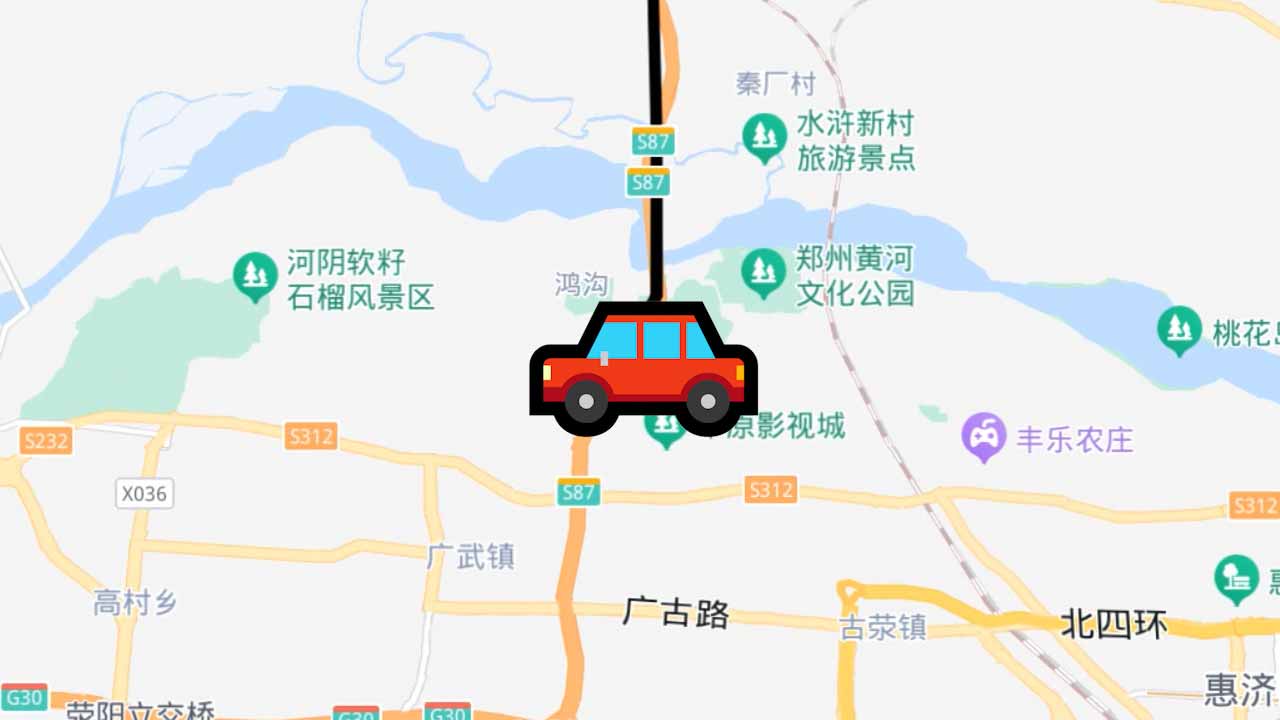 秦厂村
水浒新村
旅游景点
S87
S87
河阴软籽
石榴风景区
鸿沟
郑州黄河
文化公园
桃花
原影视城
丰乐农庄
S232
S312
S87
S312
S312
X036
广武镇
高村乡
广古路
古荥镇
北四环
惠济
G30
荥阳立交桥
G30
G30